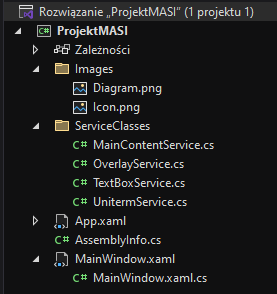 Rozwiązanie „ProjektMASI” (1 projektu 1)
C# ProjektMASI
Zależności
Images
Diagram.png
Icon.png
ServiceClasses
C# MainContentService.cs
C# OverlayService.cs
C# TextBoxService.cs
C# UnitermService.cs
App.xaml
C# AssemblyInfo.cs
MainWindow.xaml
C# MainWindow.xaml.cs